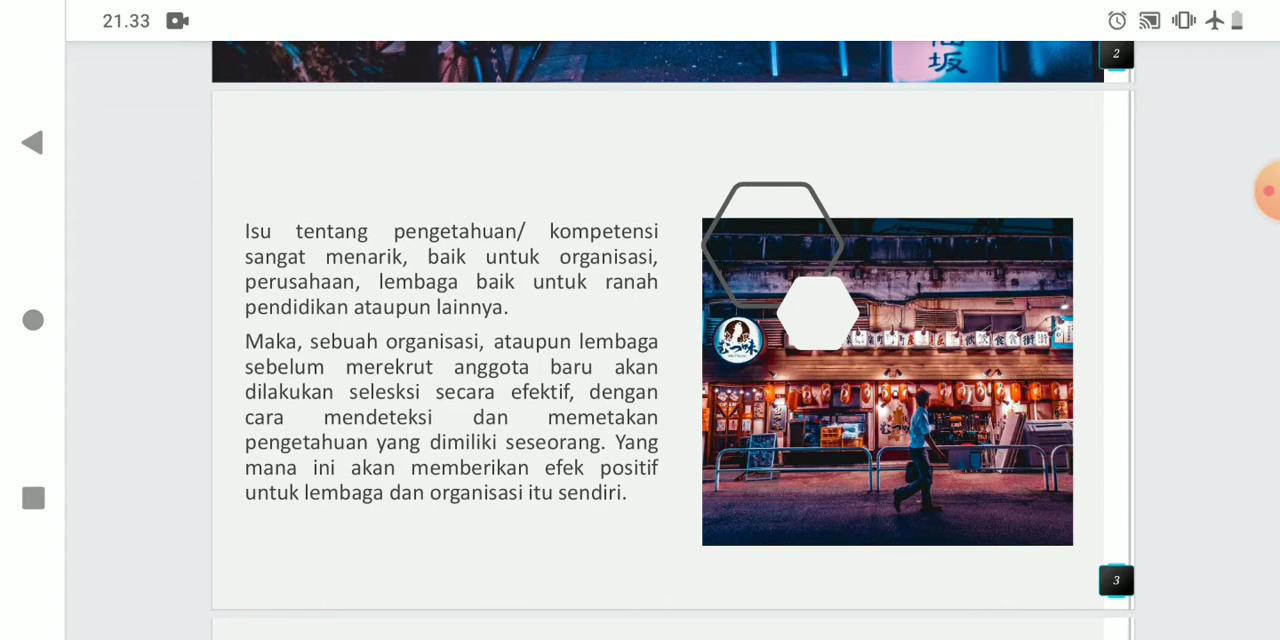 21.33
坂
2
Isu tentang pengetahuan/ kompetensi
sangat menarik, baik untuk organisasi,
perusahaan, lembaga baik untuk ranah
pendidikan ataupun lainnya.
Maka, sebuah organisasi, ataupun lembaga
sebelum merekrut anggota baru akan
dilakukan selesksi secara efektif, dengan
cara mendeteksi dan memetakan
pengetahuan yang dimiliki seseorang. Yang
mana ini akan memberikan efek positif
untuk lembaga dan organisasi itu sendiri.
3